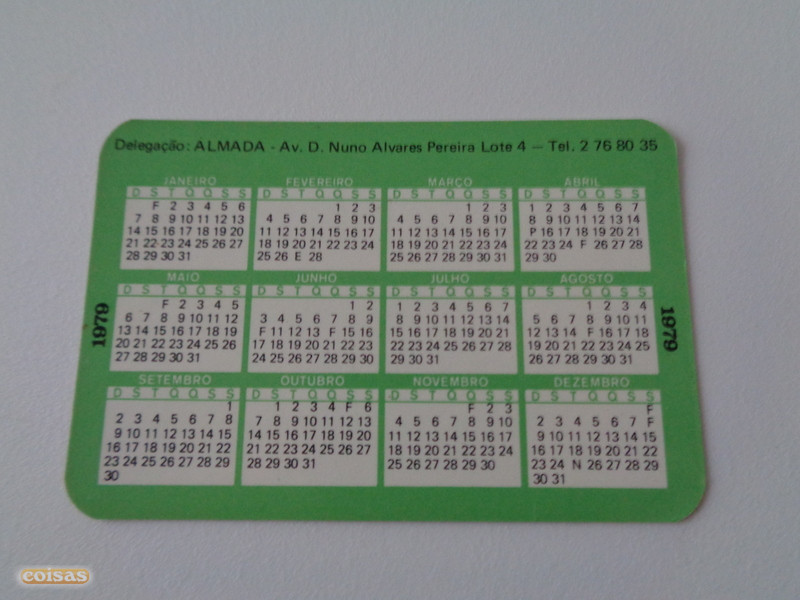 Delegação: ALMADA - Av. D. Nuno Alvares Pereira Lote 4 — Tel. 2 76 80 35
JANEIRO
D S T Q Q S S
F 2 3 4 5 6
7 8 9 10 11 12 13
14 15 16 17 18 19 20
21 22 23 24 25 26 27
28 29 30 31
FEVEREIRO
D S T Q Q S S
1 2 3
4 5 6 7 8 9 10
11 12 13 14 15 16 17
18 19 20 21 22 23 24
25 26 E 28
MARÇO
D S T Q Q S S
1 2 3
4 5 6 7 8 9 10
11 12 13 14 15 16 17
18 19 20 21 22 23 24
25 26 27 28 29 30 31
ABRIL
D S T Q Q S S
1 2 3 4 5 6 7
8 9 10 11 12 13 14
P 16 17 18 19 20 21
22 23 24 F 26 27 28
29 30
1979
MAIO
D S T Q Q S S
F 2 3 4 5
6 7 8 9 10 11 12
13 14 15 16 17 18 19
20 21 22 23 24 25 26
27 28 29 30 31
JUNHO
D S T Q Q S S
1 2
3 4 5 6 7 8 9
F 11 12 13 F 15 16
17 18 19 20 21 22 23
24 25 26 27 28 29 30
JULHO
D S T Q Q S S
1 2 3 4 5 6 7
8 9 10 11 12 13 14
15 16 17 18 19 20 21
22 23 24 25 26 27 28
29 30 31
AGOSTO
D S T Q Q S S
1 2 3 4
5 6 7 8 9 10 11
12 13 14 F 16 17 18
19 20 21 22 23 24 25
26 27 28 29 30 31
1979
SETEMBRO
D S T Q Q S S
1
2 3 4 5 6 7 8
9 10 11 12 13 14 15
16 17 18 19 20 21 22
23 24 25 26 27 28 29
30
OUTUBRO
D S T Q Q S S
1 2 3 4 F 6
7 8 9 10 11 12 13
14 15 16 17 18 19 20
21 22 23 24 25 26 27
28 29 30 31
NOVEMBRO
D S T Q Q S S
F 2 3
4 5 6 7 8 9 10
11 12 13 14 15 16 17
18 19 20 21 22 23 24
25 26 27 28 29 30
DEZEMBRO
D S T Q Q S S
F
2 3 4 5 6 7 F
9 10 11 12 13 14 15
16 17 18 19 20 21 22
23 24 N 26 27 28 29
30 31
coisas